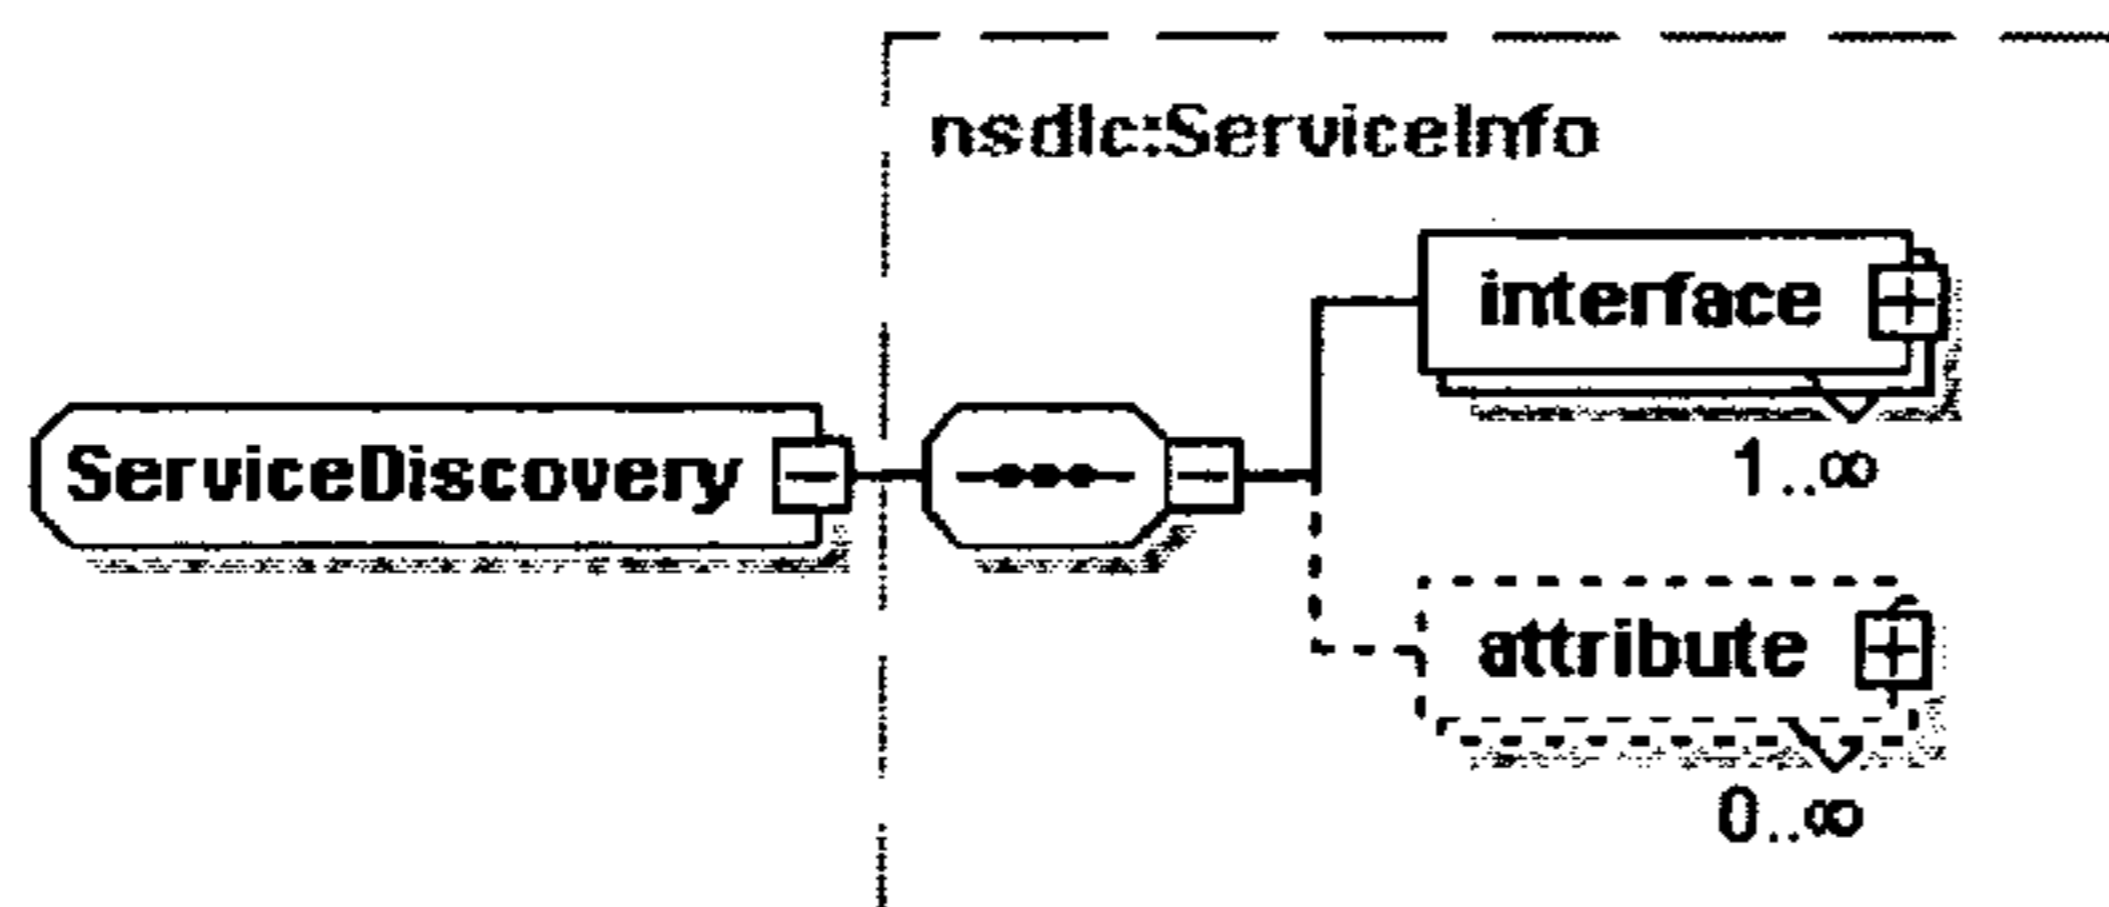 nsdlc:ServiceInfo
interface
1..∞
ServiceDiscovery
attribute
0..∞